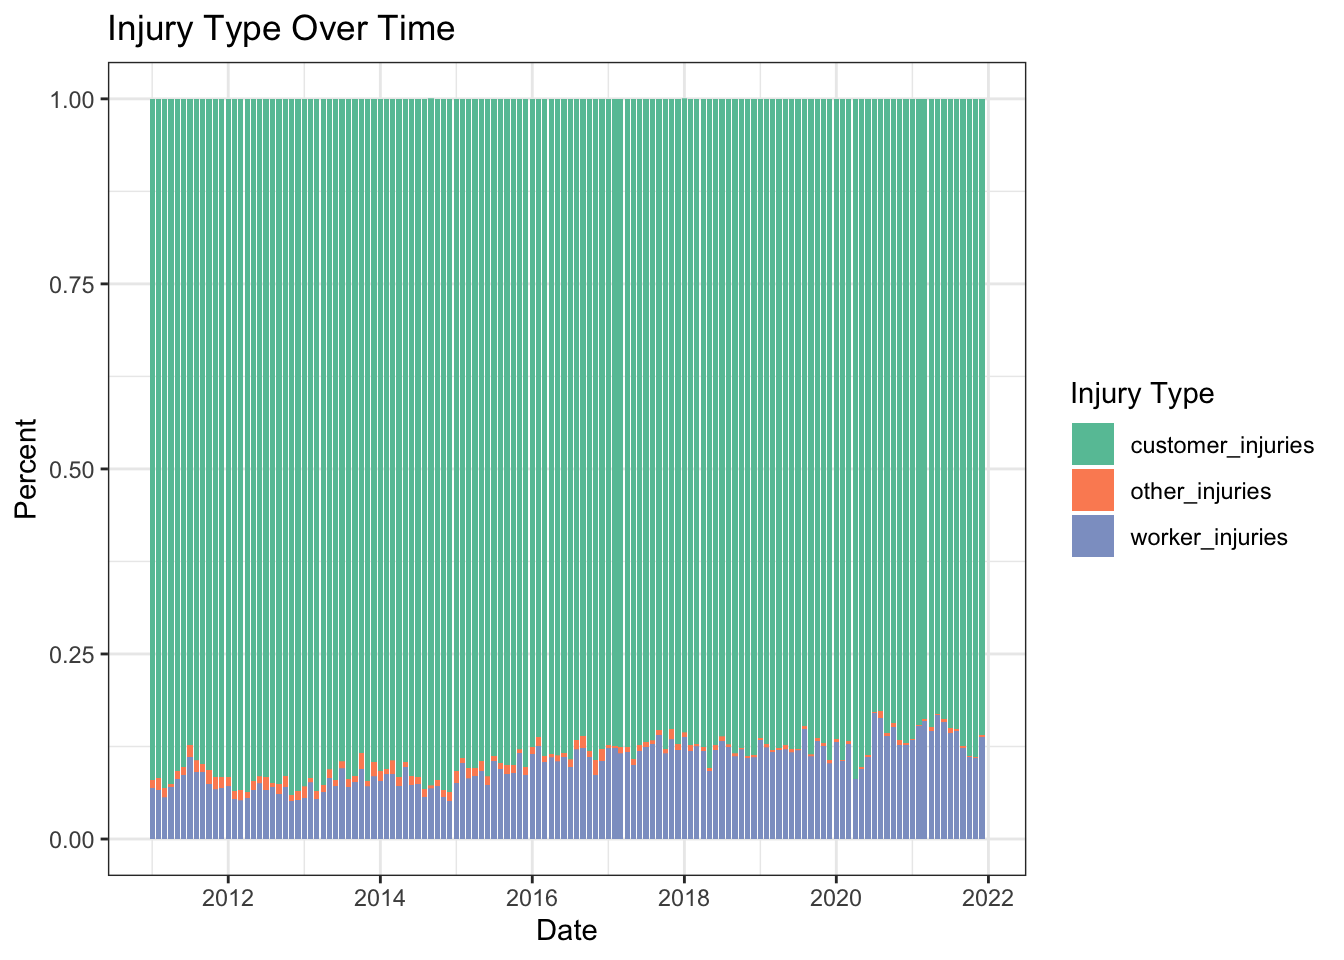 Injury Type Over Time
1.00
0.75
0.50
0.25
0.00
Percent
2012 2014 2016 2018 2020 2022
Date
Injury Type
customer_injuries
other_injuries
worker_injuries